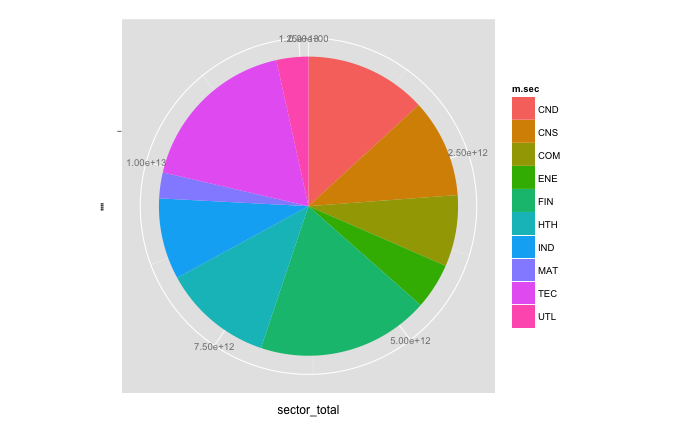 m.sec
CND
CNS
COM
ENE
FIN
HTH
IND
MAT
TEC
UTL
2.50e+12
1.00e+13
7.50e+12
5.00e+12
sector_total